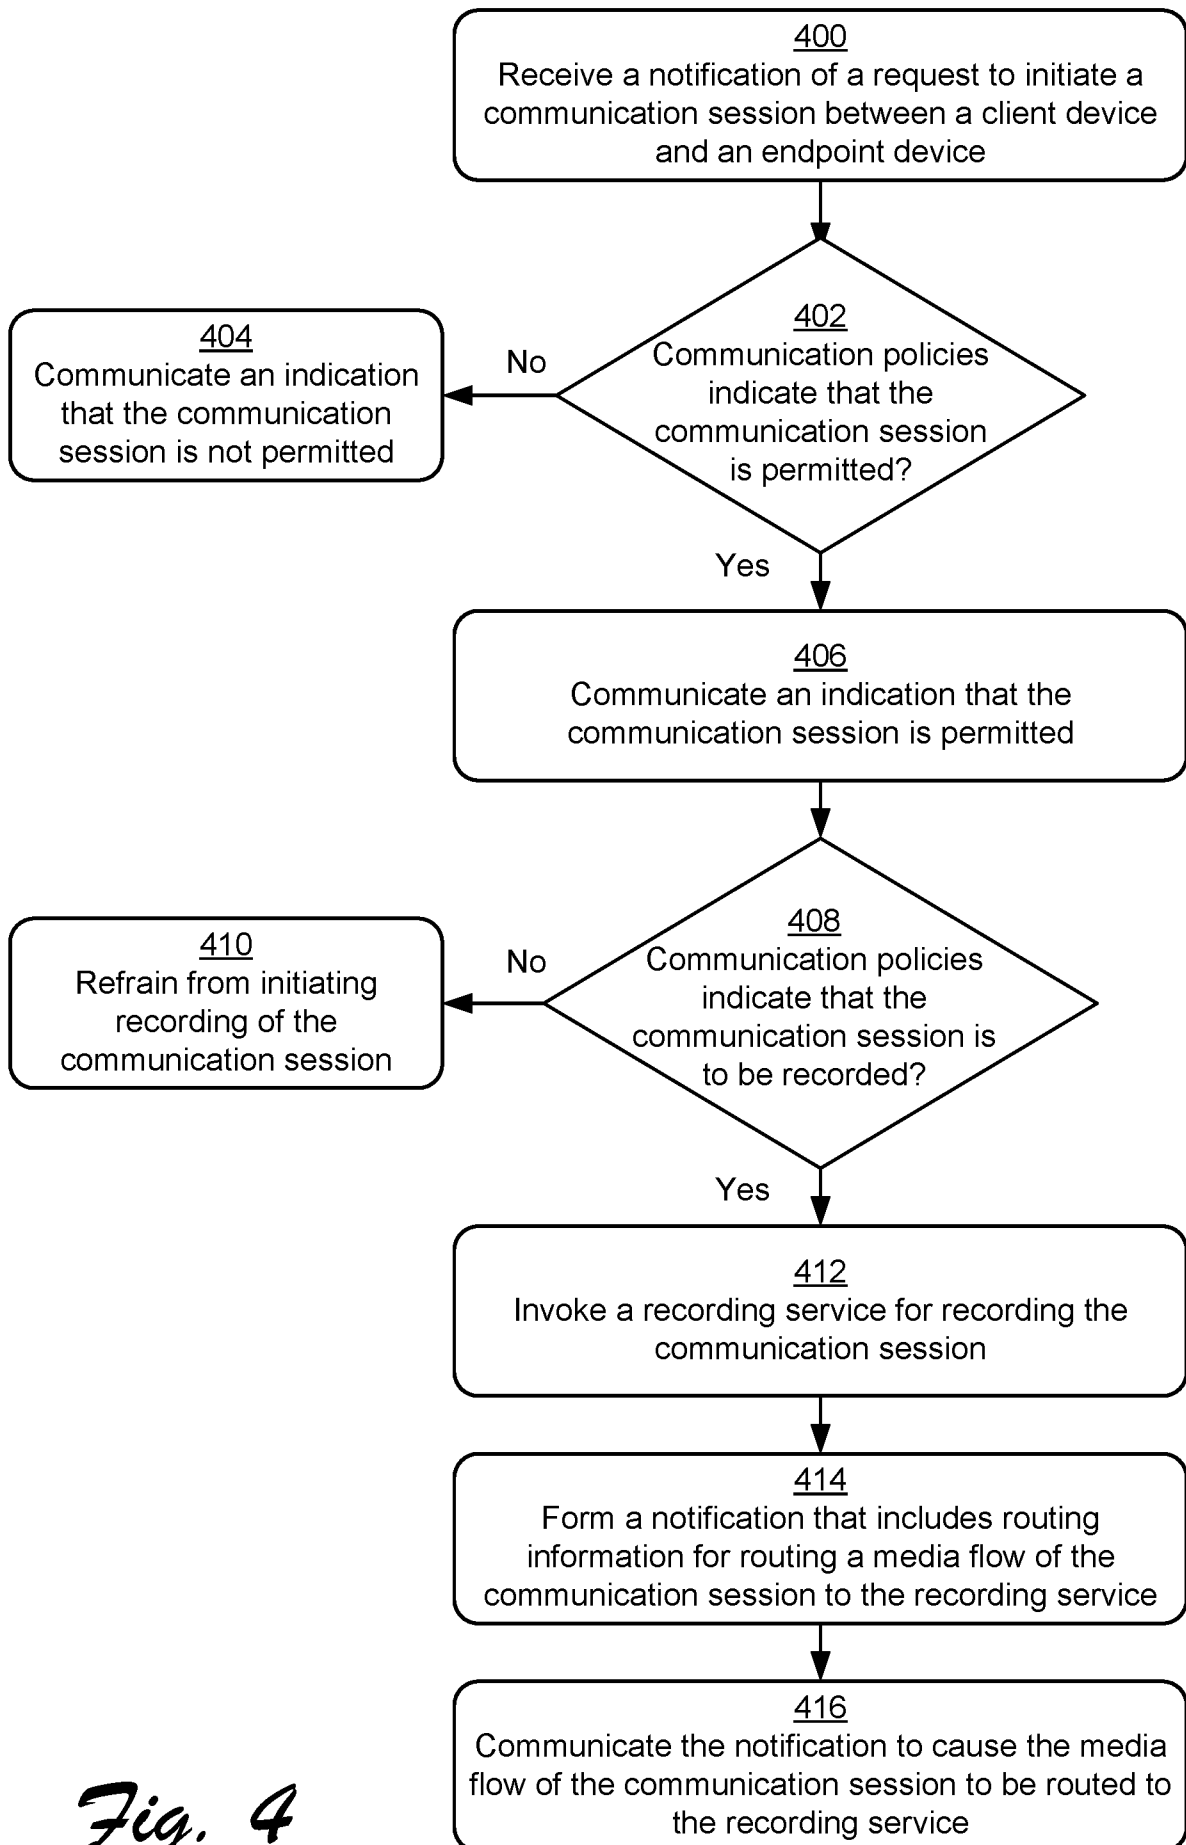 400
Receive a notification of a request to initiate a
communication session between a client device
and an endpoint device
402
Communication policies
indicate that the
communication session
is permitted?
No
404
Communicate an indication
that the communication
session is not permitted
Yes
406
Communicate an indication that the
communication session is permitted
408
Communication policies
indicate that the
communication session is
to be recorded?
No
410
Refrain from initiating
recording of the
communication session
Yes
412
Invoke a recording service for recording the
communication session
414
Form a notification that includes routing
information for routing a media flow of the
communication session to the recording service
416
Communicate the notification to cause the media
flow of the communication session to be routed to
the recording service
Fig. 4